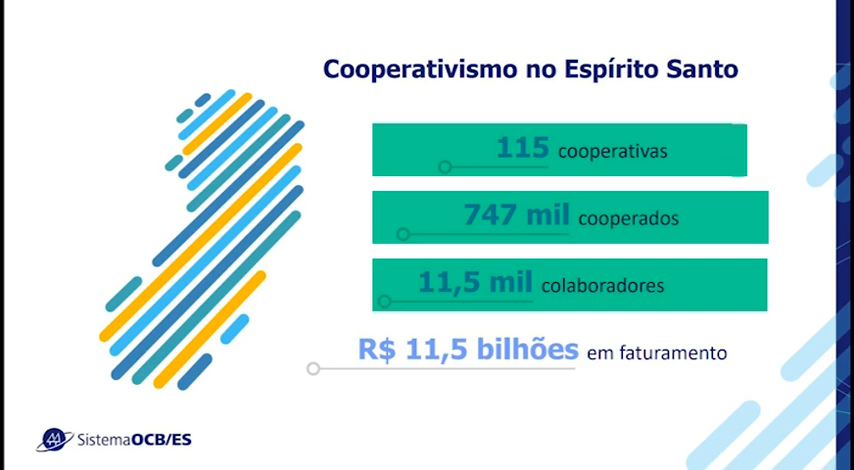 Cooperativismo no Espírito Santo
115 cooperativas
747 mil cooperados
11,5 mil colaboradores
R$ 11,5 bilhões em faturamento
SistemaOCB/ES